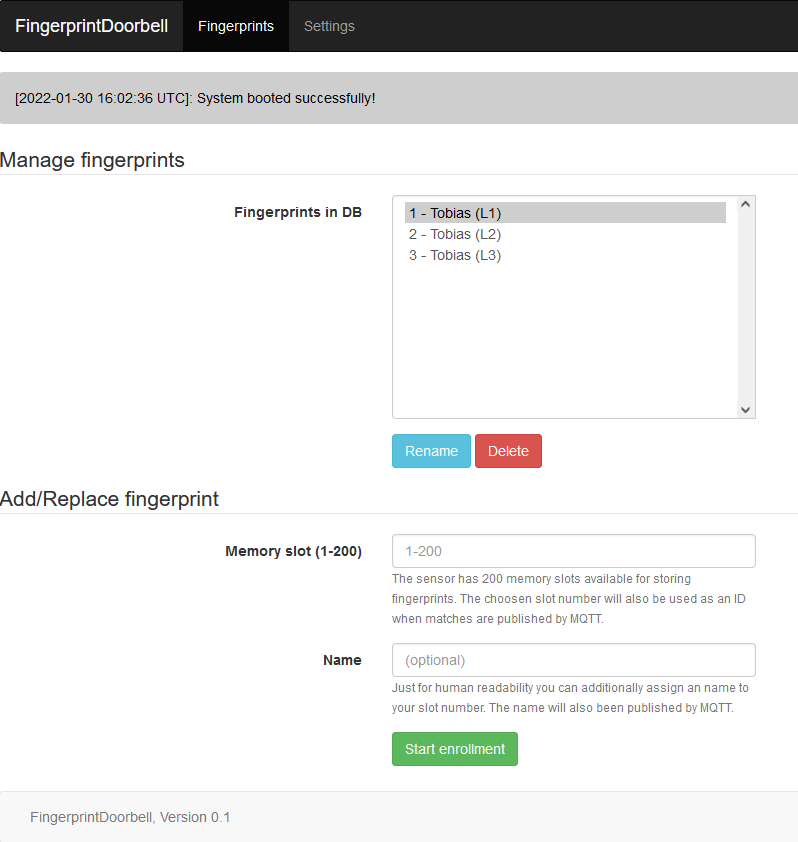 FingerprintDoorbell Fingerprints Settings
[2022-01-30 16:02:36 UTC]: System booted successfully!
Manage fingerprints
Fingerprints in DB
1 - Tobias (L1)
2 - Tobias (L2)
3 - Tobias (L3)
Rename Delete
Add/Replace fingerprint
Memory slot (1-200)
1-200
The sensor has 200 memory slots available for storing
fingerprints. The choosen slot number will also be used as an ID
when matches are published by MQTT.
Name
(optional)
Just for human readability you can additionally assign an name to
your slot number. The name will also been published by MQTT.
Start enrollment
FingerprintDoorbell, Version 0.1